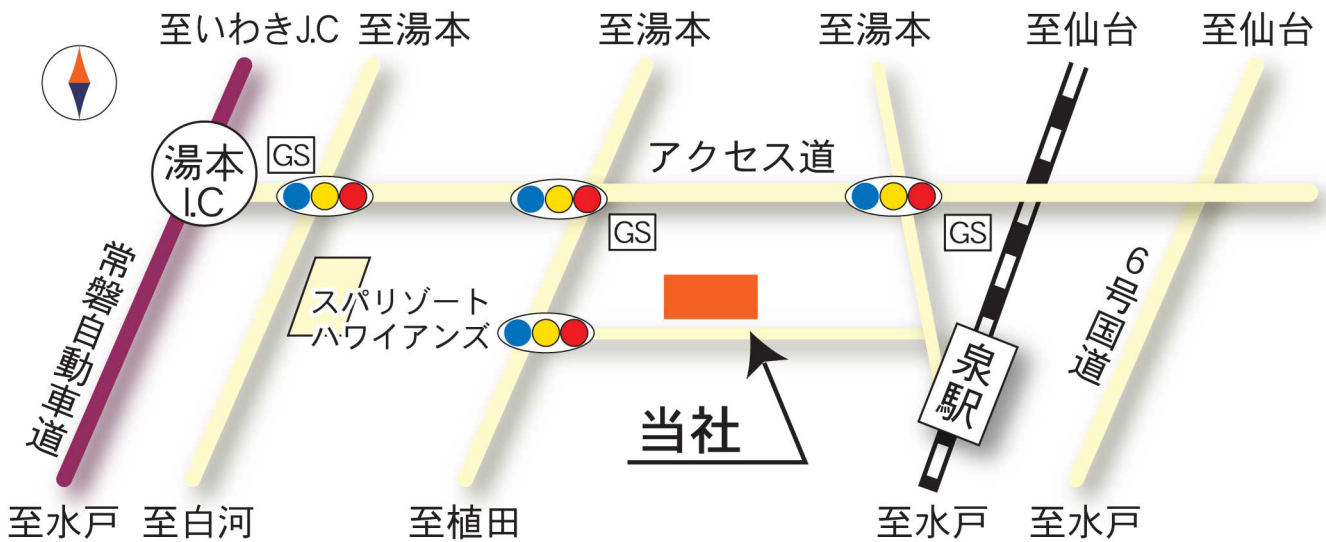 至いわきJ.C
至湯本
至湯本
至湯本
至仙台
至仙台
湯本
I.C
GS
アクセス道
GS
GS
常磐自動車道
スパリゾート
ハワイアンズ
6号国道
泉駅
当社
至水戸
至白河
至植田
至水戸
至水戸